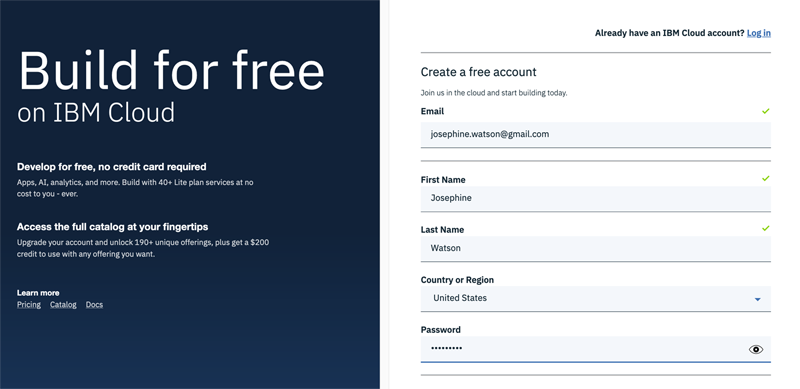 Build for free
on IBM Cloud
Develop for free, no credit card required
Apps, AI, analytics, and more. Build with 40+ Lite plan services at no
cost to you - ever.
Access the full catalog at your fingertips
Upgrade your account and unlock 190+ unique offerings, plus get a $200
credit to use with any offering you want.
Learn more
Pricing Catalog Docs
Already have an IBM Cloud account? Log in
Create a free account
Join us in the cloud and start building today.
Email
josephine.watson@gmail.com
First Name
Josephine
Last Name
Watson
Country or Region
United States
Password
•••••••••